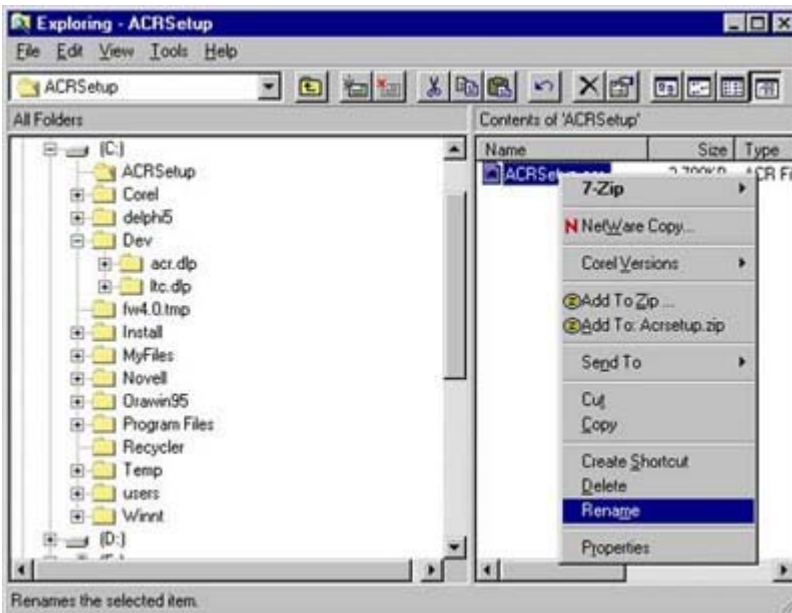 Exploring - ACRSetup
File Edit View Tools Help
ACRSetup
All Folders
Contents of 'ACRSetup'
(C:)
ACRSetup
Corel
delphi5
Dev
acr.dlp
ltc.dlp
fw4.0.tmp
Install
MyFiles
Novell
Orawin95
Program Files
Recycler
Temp
users
Winnt
(D:)
Name Size Type
ACR Fi
7-Zip
NetWare Copy...
Corel Versions
Add To Zip ...
Add To: Acrsetup.zip
Send To
Cut
Copy
Create Shortcut
Delete
Rename
Properties
Renames the selected item.